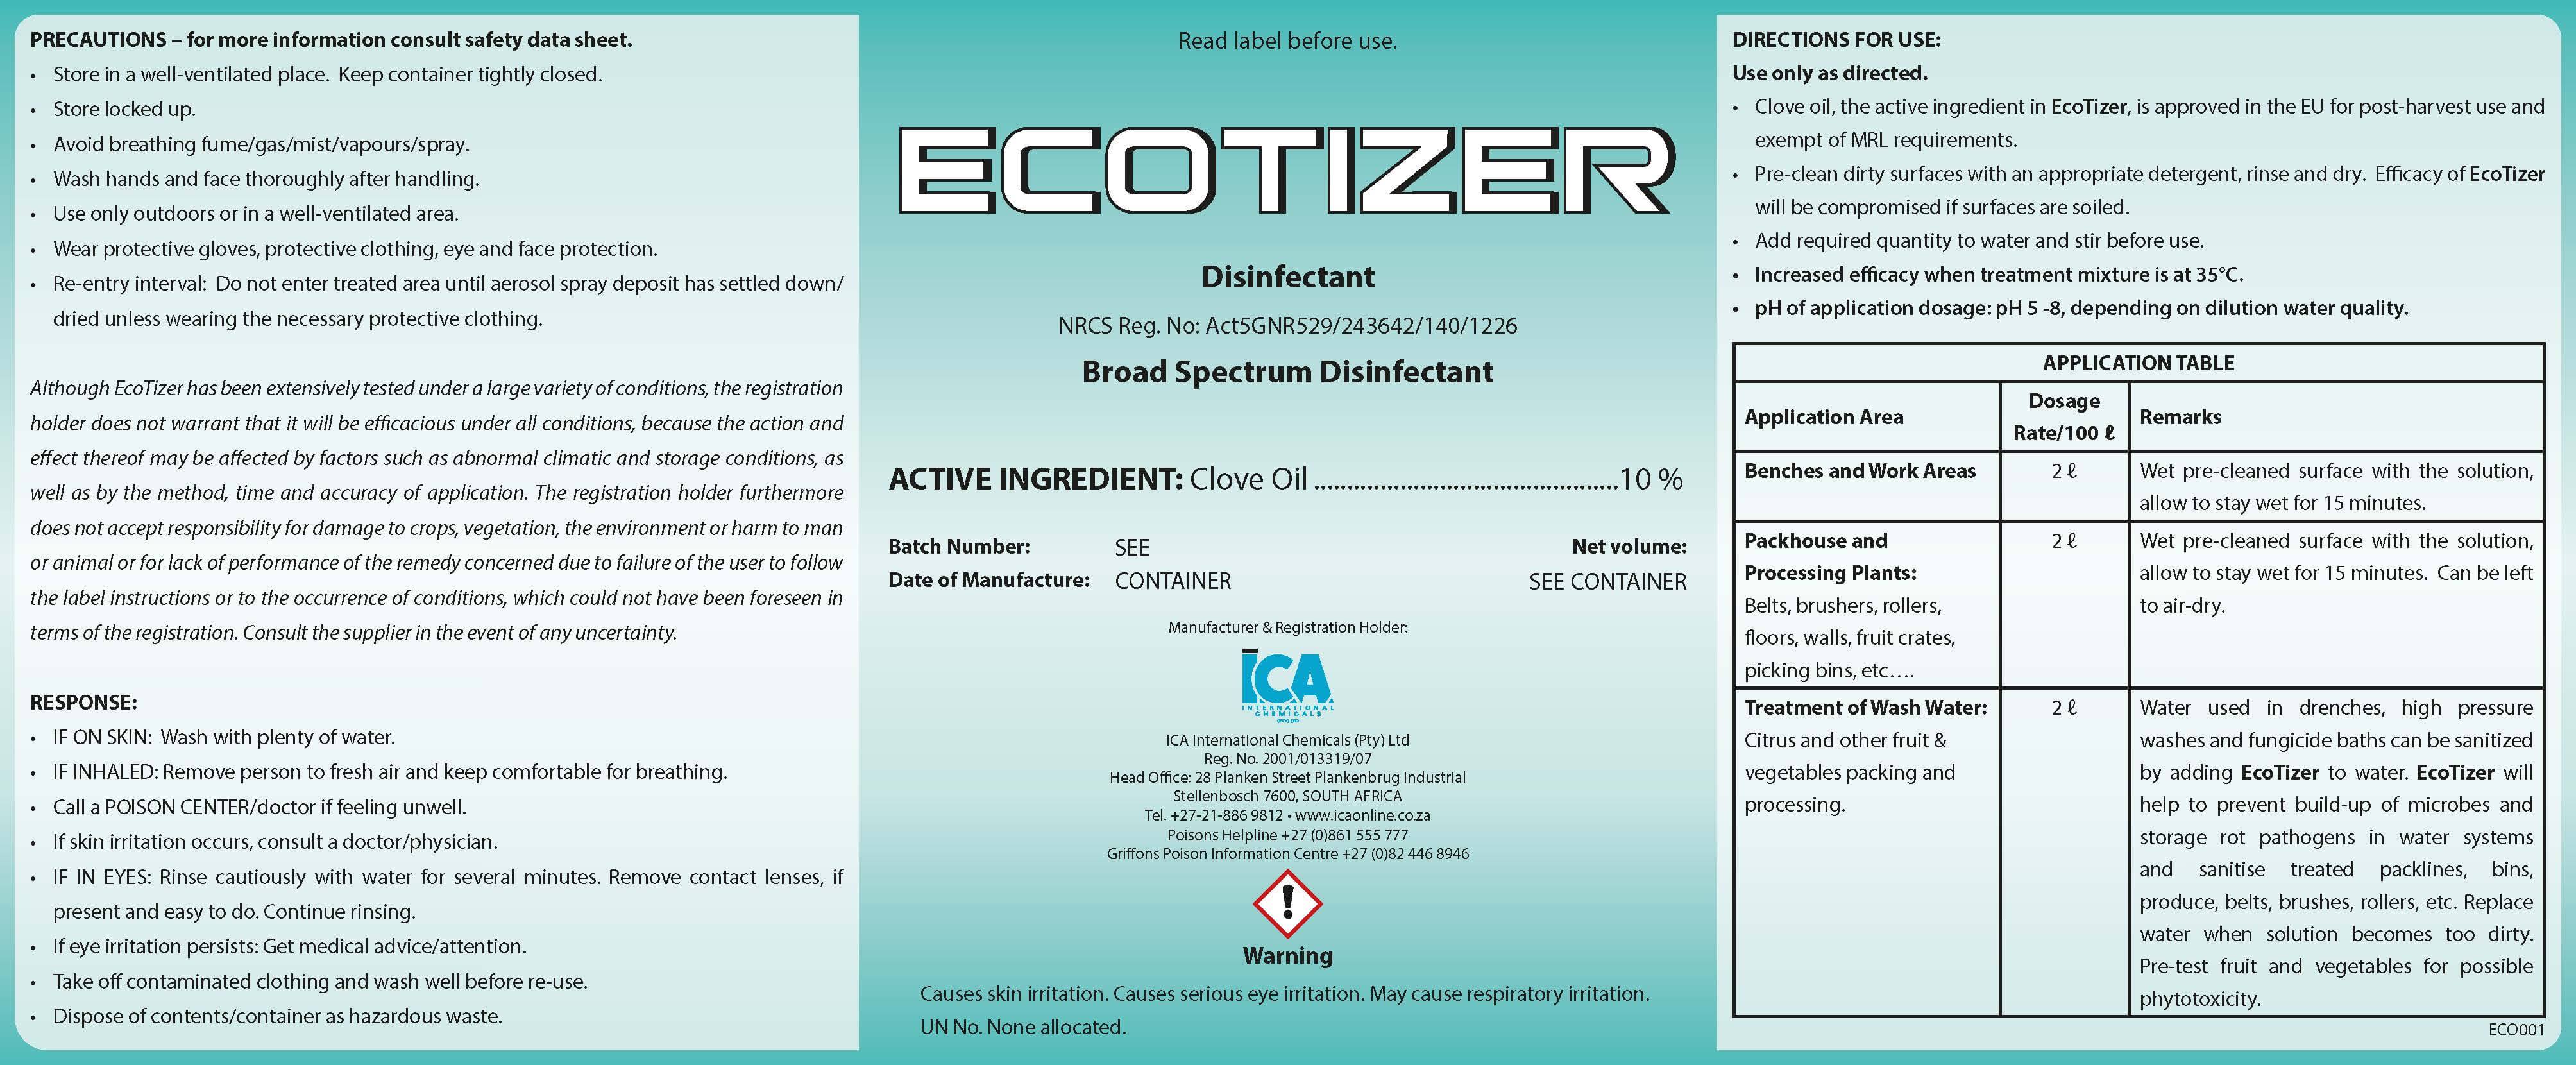 PRECAUTIONS – for more information consult safety data sheet.
• Store in a well-ventilated place. Keep container tightly closed.
• Store locked up.
• Avoid breathing fume/gas/mist/vapours/spray.
• Wash hands and face thoroughly after handling.
• Use only outdoors or in a well-ventilated area.
• Wear protective gloves, protective clothing, eye and face protection.
• Re-entry interval: Do not enter treated area until aerosol spray deposit has settled down/
dried unless wearing the necessary protective clothing.
Although EcoTizer has been extensively tested under a large variety of conditions, the registration
holder does not warrant that it will be efficacious under all conditions, because the action and
effect thereof may be affected by factors such as abnormal climatic and storage conditions, as
well as by the method, time and accuracy of application. The registration holder furthermore
does not accept responsibility for damage to crops, vegetation, the environment or harm to man
or animal or for lack of performance of the remedy concerned due to failure of the user to follow
the label instructions or to the occurrence of conditions, which could not have been foreseen in
terms of the registration. Consult the supplier in the event of any uncertainty.
RESPONSE:
• IF ON SKIN: Wash with plenty of water.
• IF INHALED: Remove person to fresh air and keep comfortable for breathing.
• Call a POISON CENTER/doctor if feeling unwell.
• If skin irritation occurs, consult a doctor/physician.
• IF IN EYES: Rinse cautiously with water for several minutes. Remove contact lenses, if
present and easy to do. Continue rinsing.
• If eye irritation persists: Get medical advice/attention.
• Take off contaminated clothing and wash well before re-use.
• Dispose of contents/container as hazardous waste.
Read label before use.
ECOTIZER
Disinfectant
NRCS Reg. No: Act5GNR529/243642/140/1226
Broad Spectrum Disinfectant
ACTIVE INGREDIENT: Clove Oil ..............................................10 %
Batch Number: SEE Net volume:
Date of Manufacture: CONTAINER SEE CONTAINER
Manufacturer & Registration Holder:
ICA
INTERNATIONAL
CHEMICALS
(PTY) LTD
ICA International Chemicals (Pty) Ltd
Reg. No. 2001/013319/07
Head Office: 28 Planken Street Plankenbrug Industrial
Stellenbosch 7600, SOUTH AFRICA
Tel. +27-21-886 9812 • www.icaonline.co.za
Poisons Helpline +27 (0)861 555 777
Griffons Poison Information Centre +27 (0)82 446 8946
!
Warning
Causes skin irritation. Causes serious eye irritation. May cause respiratory irritation.
UN No. None allocated.
DIRECTIONS FOR USE:
Use only as directed.
• Clove oil, the active ingredient in EcoTizer, is approved in the EU for post-harvest use and
exempt of MRL requirements.
• Pre-clean dirty surfaces with an appropriate detergent, rinse and dry. Efficacy of EcoTizer
will be compromised if surfaces are soiled.
• Add required quantity to water and stir before use.
• Increased efficacy when treatment mixture is at 35°C.
• pH of application dosage: pH 5 -8, depending on dilution water quality.
APPLICATION TABLE
Application Area
Dosage
Rate/100 ℓ
Remarks
Benches and Work Areas
2 ℓ
Wet pre-cleaned surface with the solution,
allow to stay wet for 15 minutes.
Packhouse and
Processing Plants:
Belts, brushers, rollers,
floors, walls, fruit crates,
picking bins, etc….
2 ℓ
Wet pre-cleaned surface with the solution,
allow to stay wet for 15 minutes. Can be left
to air-dry.
Treatment of Wash Water:
Citrus and other fruit &
vegetables packing and
processing.
2 ℓ
Water used in drenches, high pressure
washes and fungicide baths can be sanitized
by adding EcoTizer to water. EcoTizer will
help to prevent build-up of microbes and
storage rot pathogens in water systems
and sanitise treated packlines, bins,
produce, belts, brushes, rollers, etc. Replace
water when solution becomes too dirty.
Pre-test fruit and vegetables for possible
phytotoxicity.
ECO001